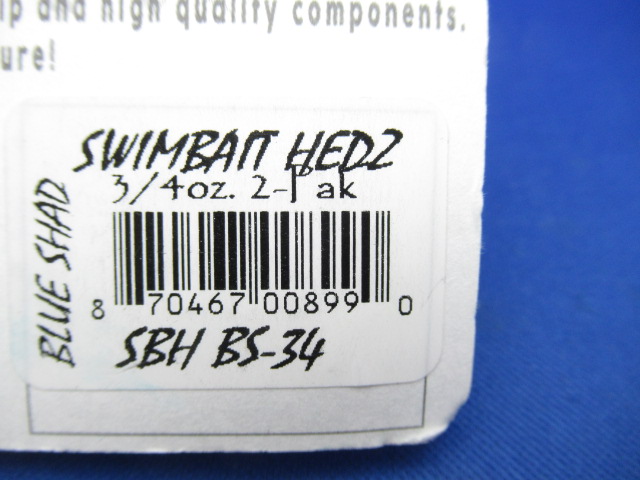 and high quality components.
ure!
SWIMBAIT HEDZ
3/4oz. 2-Pak
BLUE SHAD
8 70467 00899 0
SBH BS-34